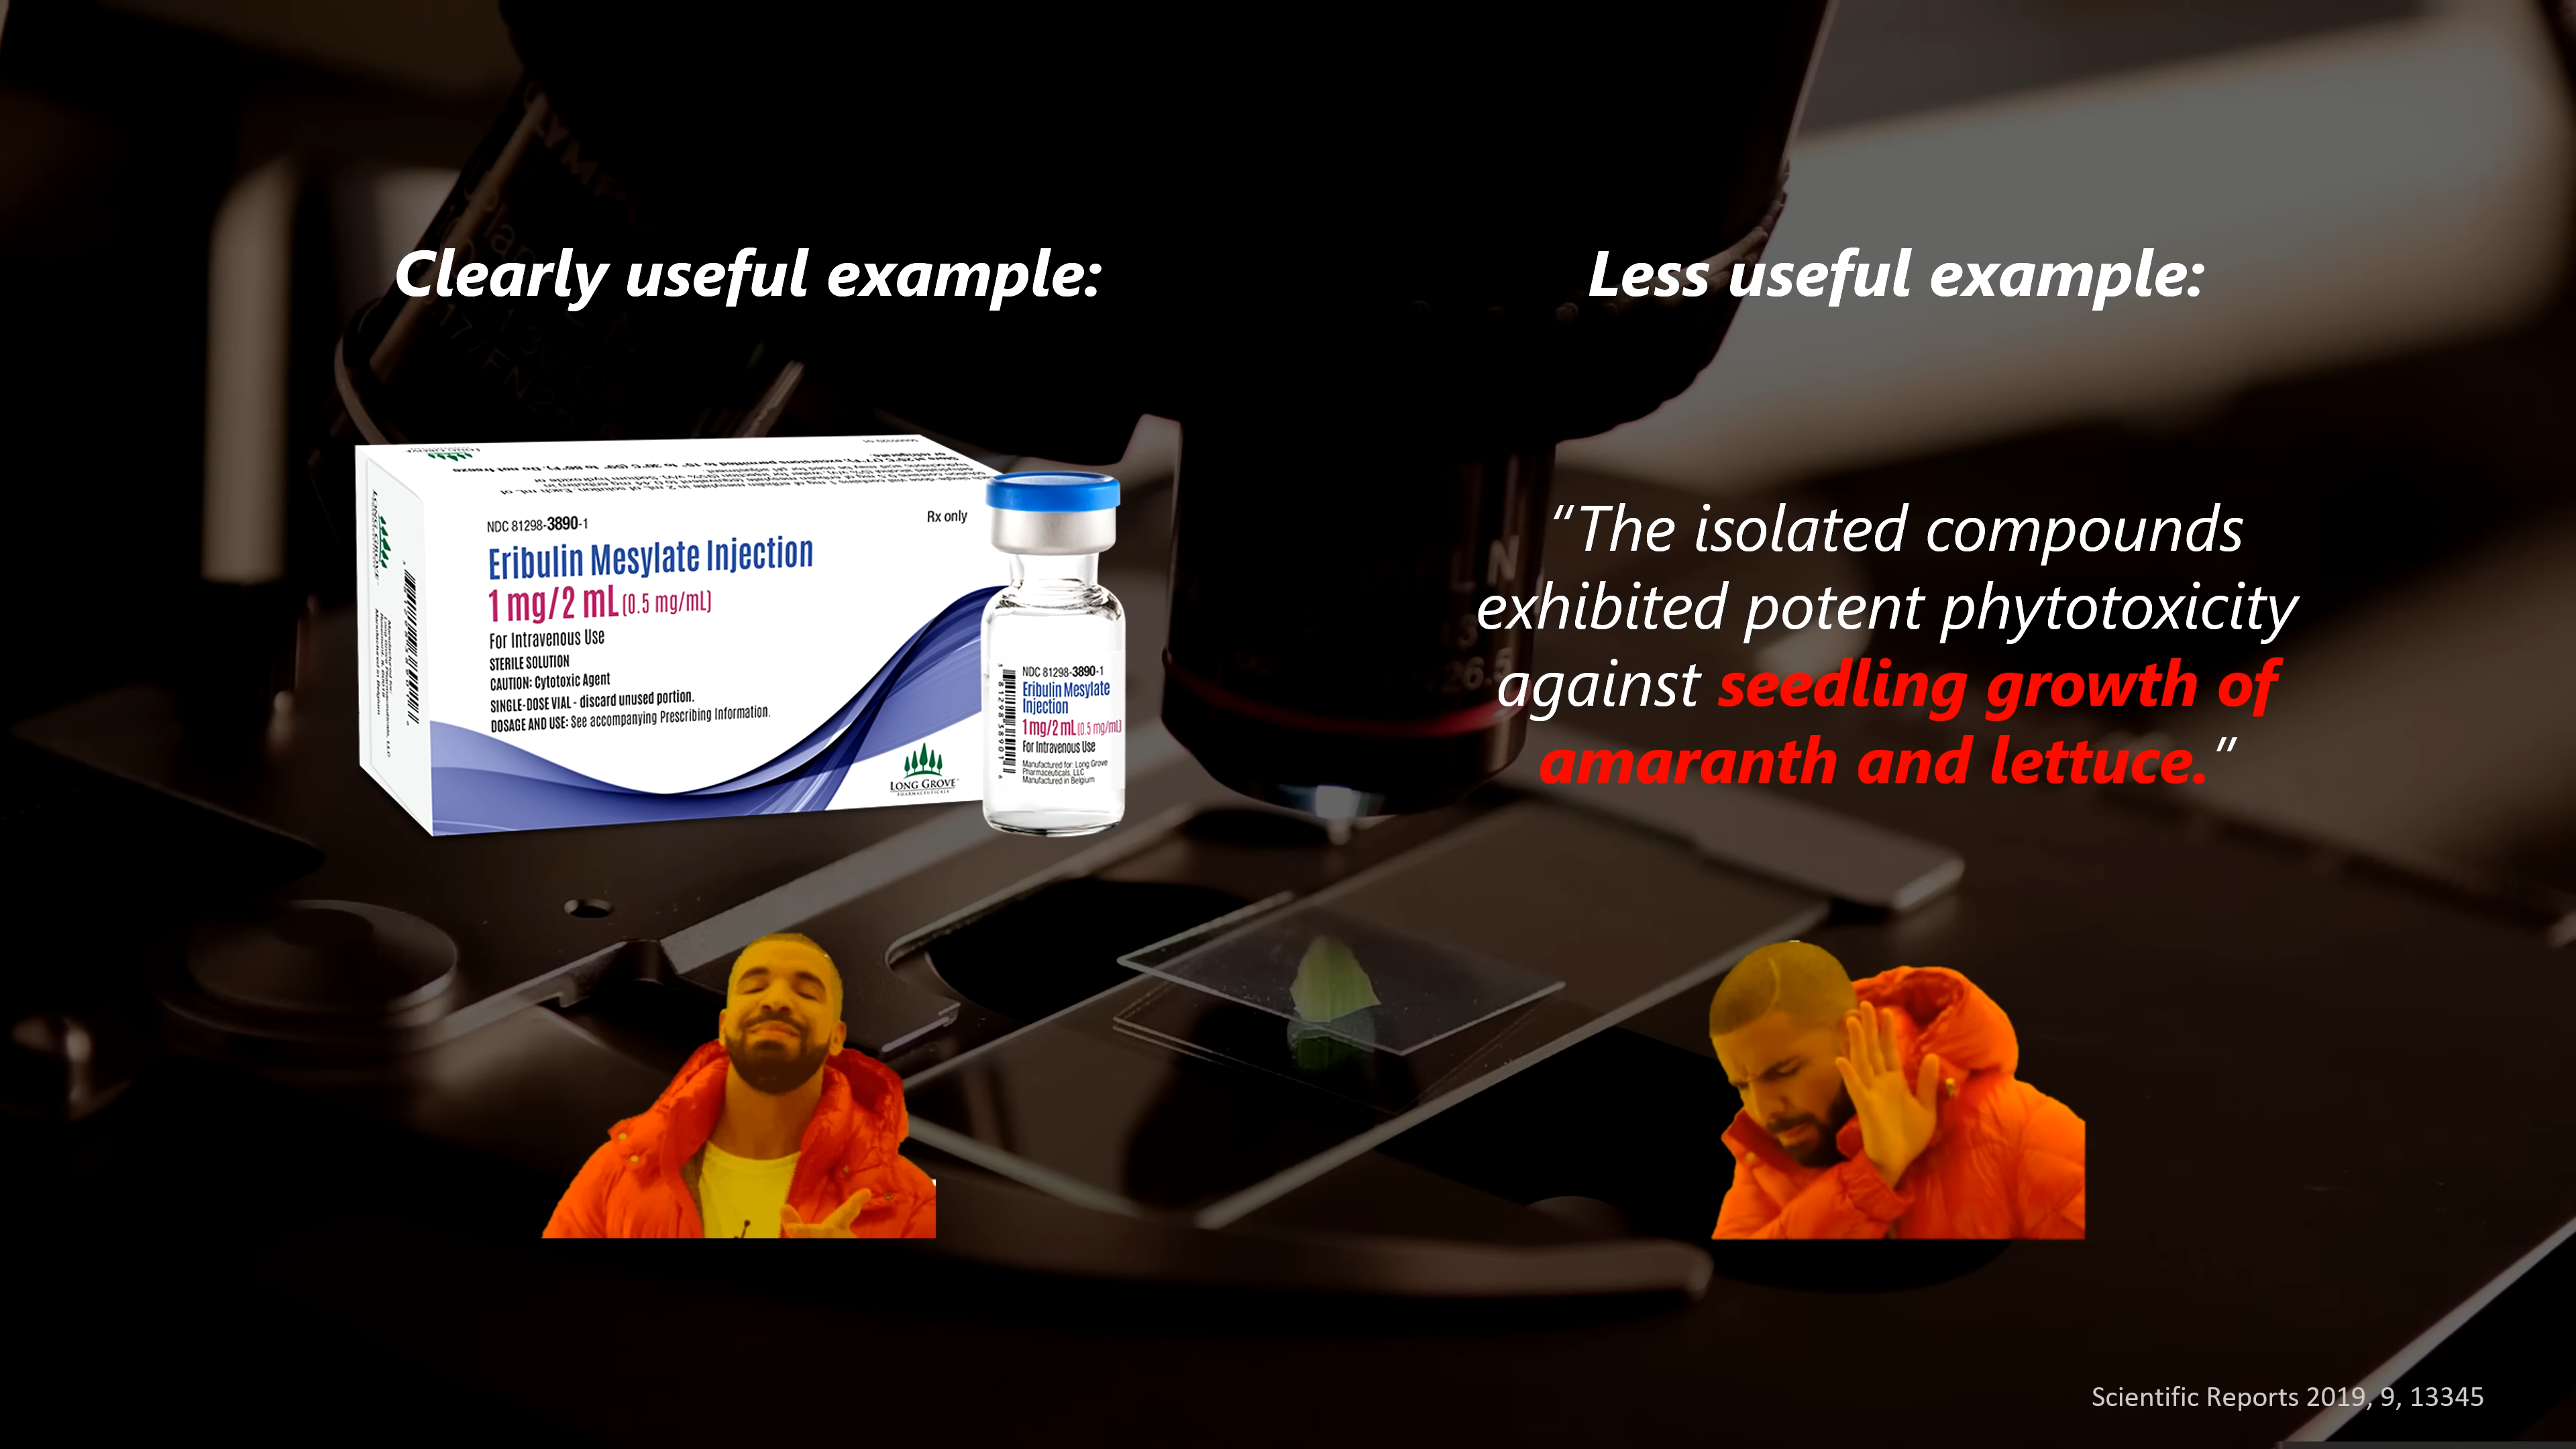 Clearly useful example:
Less useful example:
NDC 81298-3890-1
Rx only
Eribulin Mesylate Injection
1 mg/2 mL (0.5 mg/mL)
For Intravenous Use
STERILE SOLUTION
CAUTION: Cytotoxic Agent
SINGLE-DOSE VIAL - discard unused portion.
DOSAGE AND USE: See accompanying Prescribing Information.
LONG GROVE
PHARMACEUTICALS
NDC 81298-3890-1
Eribulin Mesylate
Injection
1 mg/2 mL (0.5 mg/mL)
For Intravenous Use
Manufactured for: Long Grove
Pharmaceuticals, LLC
Manufactured in Belgium
“The isolated compounds
exhibited potent phytotoxicity
against seedling growth of
amaranth and lettuce.”
Scientific Reports 2019, 9, 13345